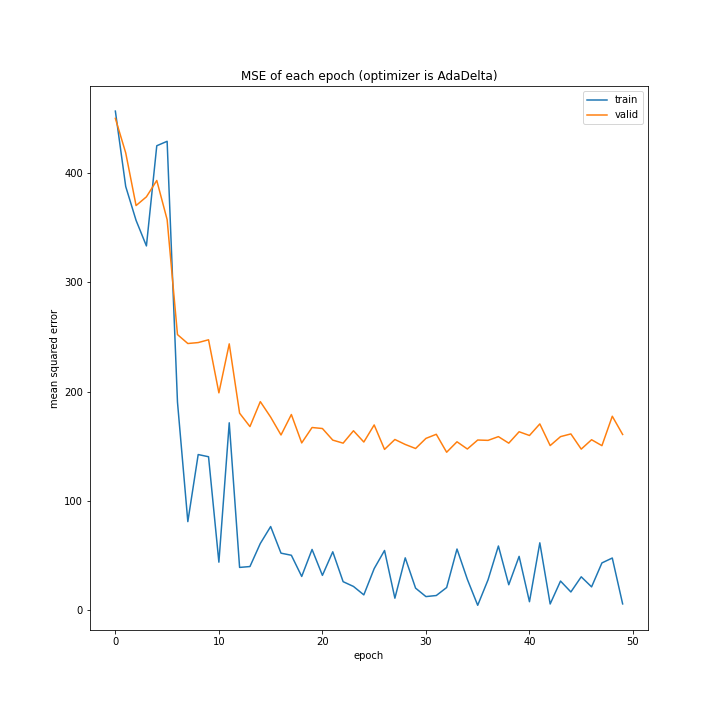 MSE of each epoch (optimizer is AdaDelta)
train
valid
400
300
200
100
0
mean squared error
0
10
20
30
40
50
epoch